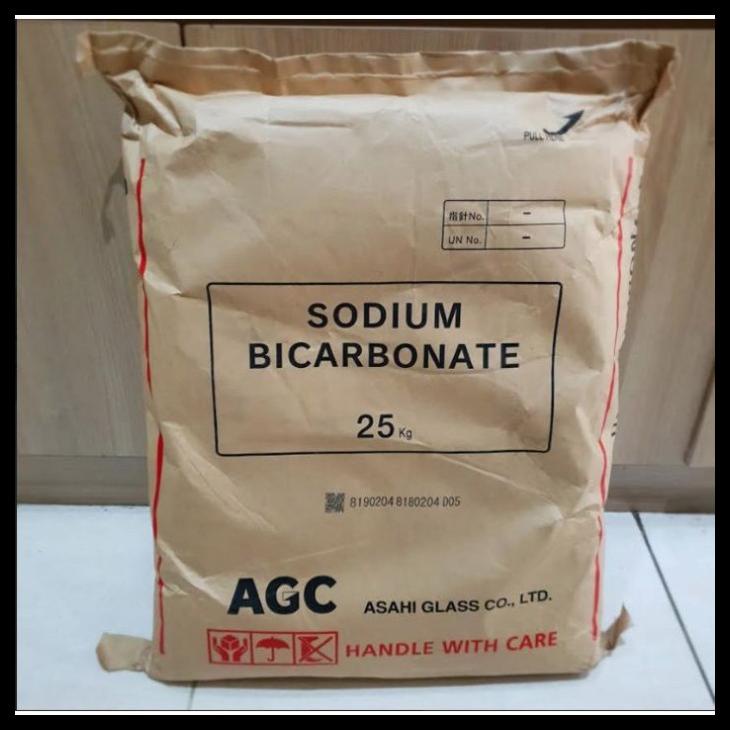 PULL HERE
指針No. -
UN No. -
SODIUM
BICARBONATE
25 Kg
8190204 8180204 D05
AGC ASAHI GLASS CO., LTD.
HANDLE WITH CARE